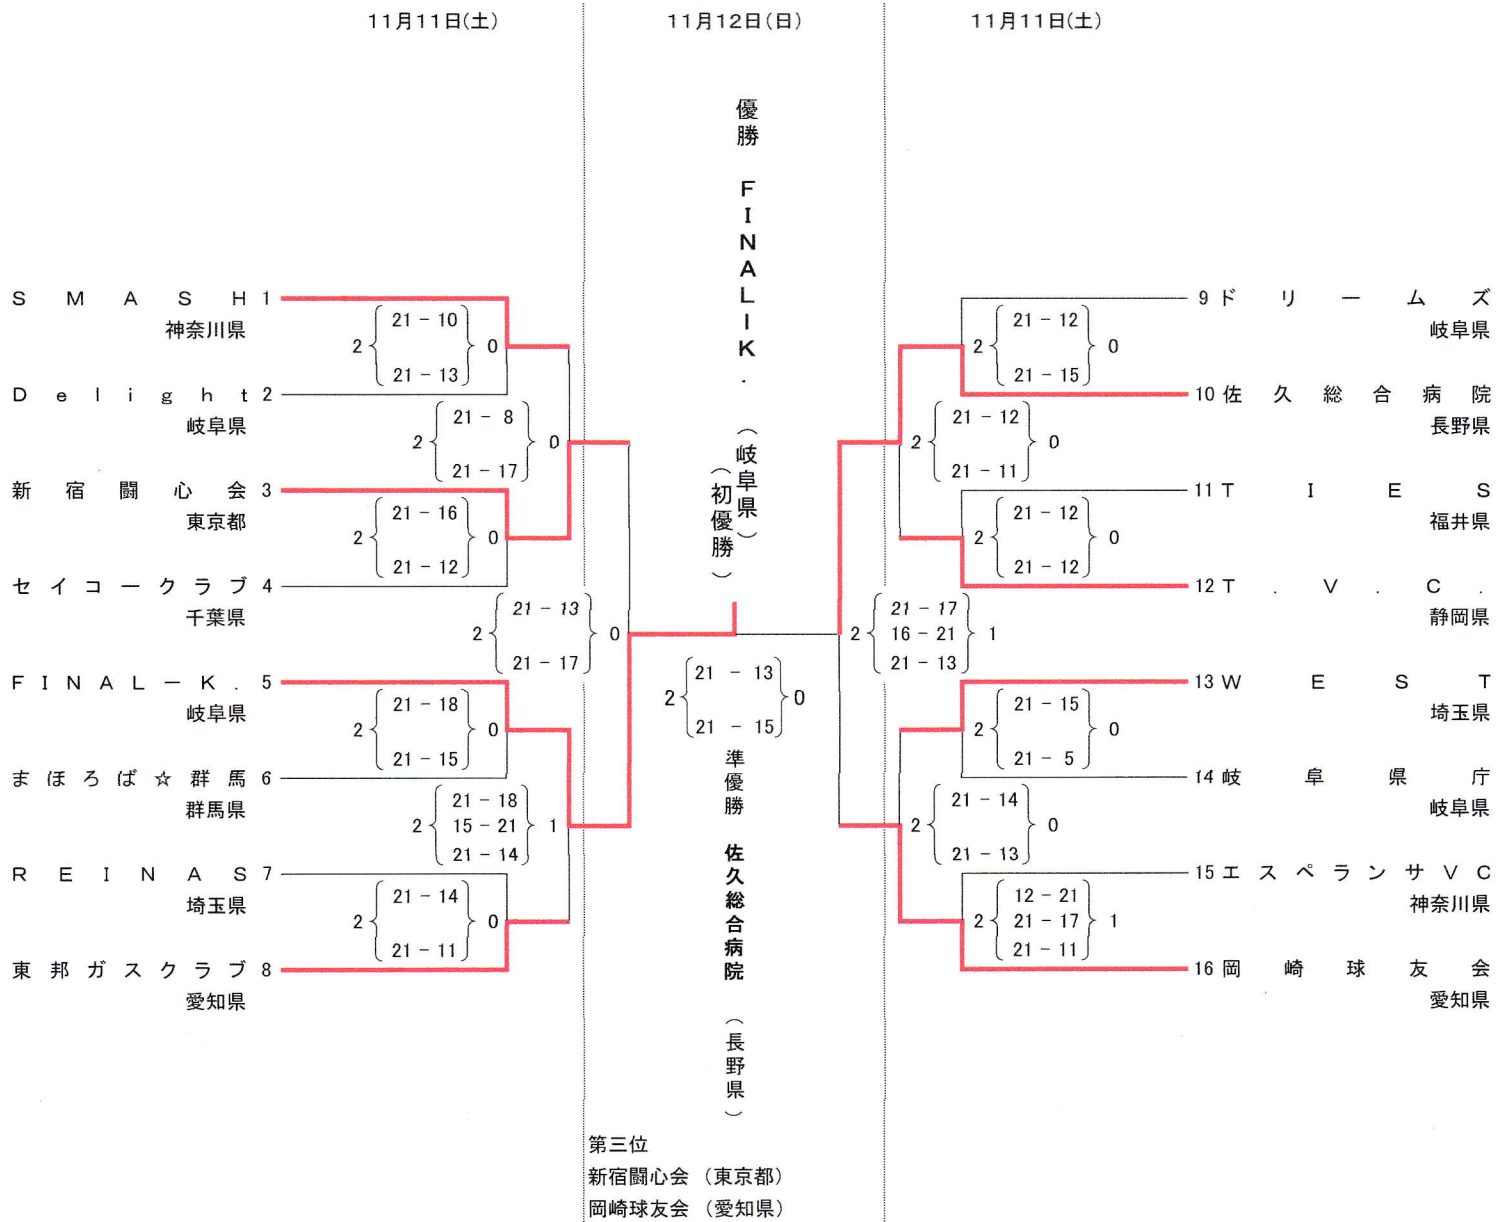 11月11日(土)
11月12日(日)
11月11日(土)
優勝 FINALIK. (岐阜県)
(初優勝)
SMASH 1
神奈川県
2 21-10 0
21-13
Delight 2
岐阜県
2 21-8 0
21-17
新宿闘心会 3
東京都
2 21-16 0
21-12
セイコークラブ 4
千葉県
2 21-13 0
21-17
FINAL-K. 5
岐阜県
2 21-18 0
21-15
まほろば☆群馬 6
群馬県
21-18
2 15-21 1
21-14
REINAS 7
埼玉県
2 21-14 0
21-11
東邦ガスクラブ 8
愛知県
2 21-13 0
21-15
準優勝 佐久総合病院 (長野県)
9 ドリームズ
岐阜県
2 21-12 0
21-15
10 佐久総合病院
長野県
2 21-12 0
21-11
11 TIES
福井県
2 21-12 0
21-12
12 T.V.C.
静岡県
21-17
2 16-21 1
21-13
13 WEST
埼玉県
2 21-15 0
21-5
14 岐阜県庁
岐阜県
2 21-14 0
21-13
15 エスペランサVC
神奈川県
12-21
2 21-17 1
21-11
16 岡崎球友会
愛知県
第三位
新宿闘心会 (東京都)
岡崎球友会 (愛知県)